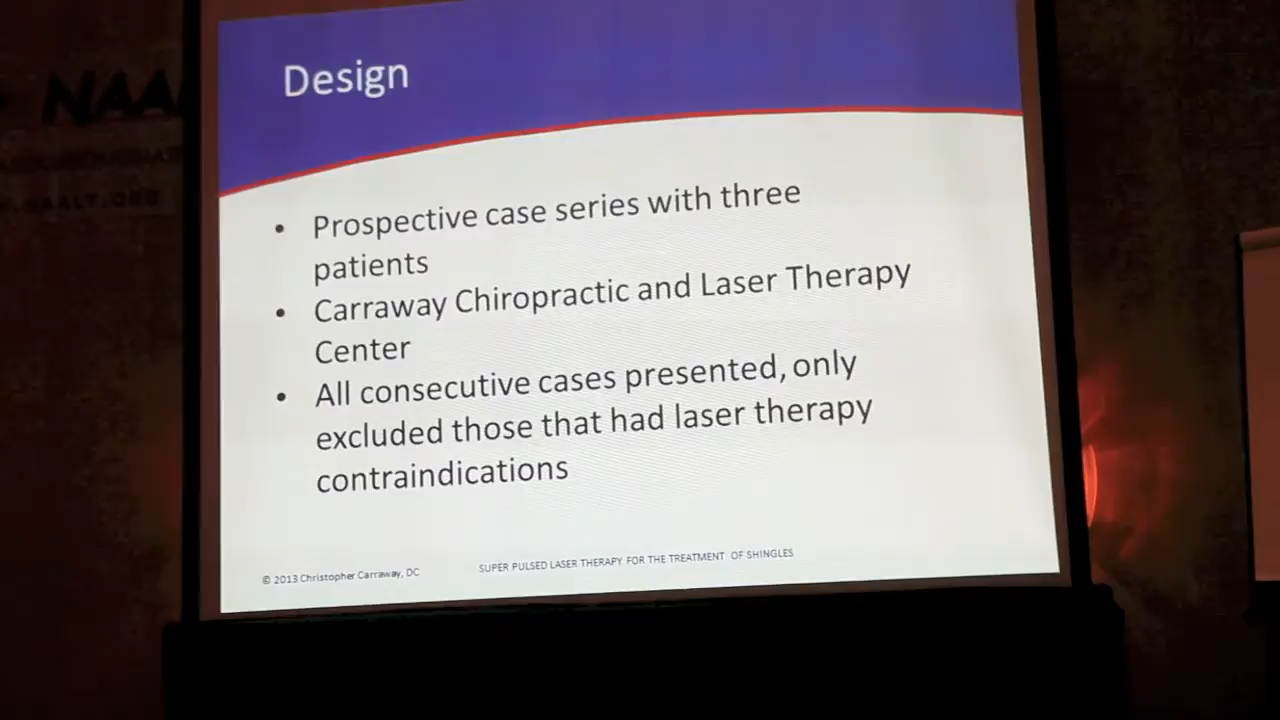 Design
• Prospective case series with three
patients
• Carraway Chiropractic and Laser Therapy
Center
• All consecutive cases presented, only
excluded those that had laser therapy
contraindications
© 2013 Christopher Carraway, DC
SUPER PULSED LASER THERAPY FOR THE TREATMENT OF SHINGLES